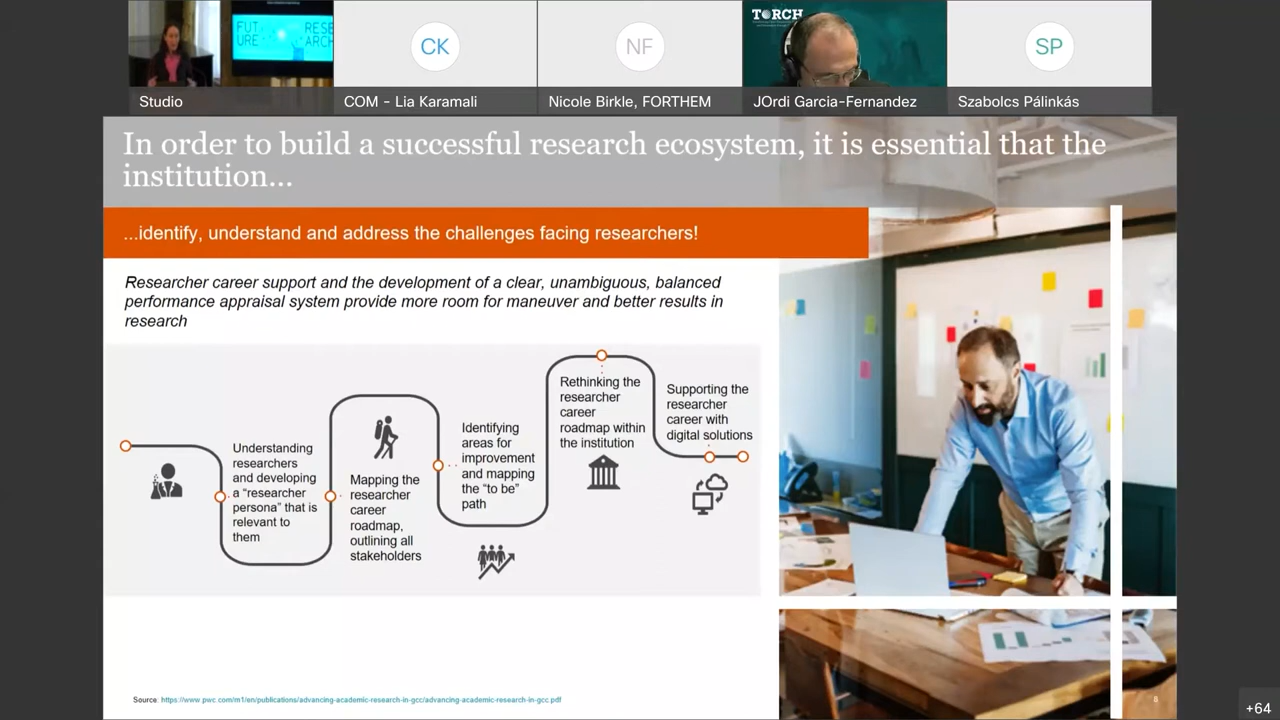 FUT
URE
RESE
ARCH
CK
NF
TORCH
SP
Studio
COM - Lia Karamali
Nicole Birkle, FORTHEM
JOrdi Garcia-Fernandez
Szabolcs Pálinkás
In order to build a successful research ecosystem, it is essential that the
institution...
...identify, understand and address the challenges facing researchers!
Researcher career support and the development of a clear, unambiguous, balanced
performance appraisal system provide more room for maneuver and better results in
research
Understanding
researchers
and developing
a “researcher
persona” that is
relevant to
them
Mapping the
researcher
career
roadmap,
outlining all
stakeholders
Identifying
areas for
improvement
and mapping
the “to be”
path
Rethinking the
researcher
career
roadmap within
the institution
Supporting the
researcher
career with
digital solutions
Source: https://www.pwc.com/m1/en/publications/advancing-academic-research-in-gcc/advancing-academic-research-in-gcc.pdf
8
+64